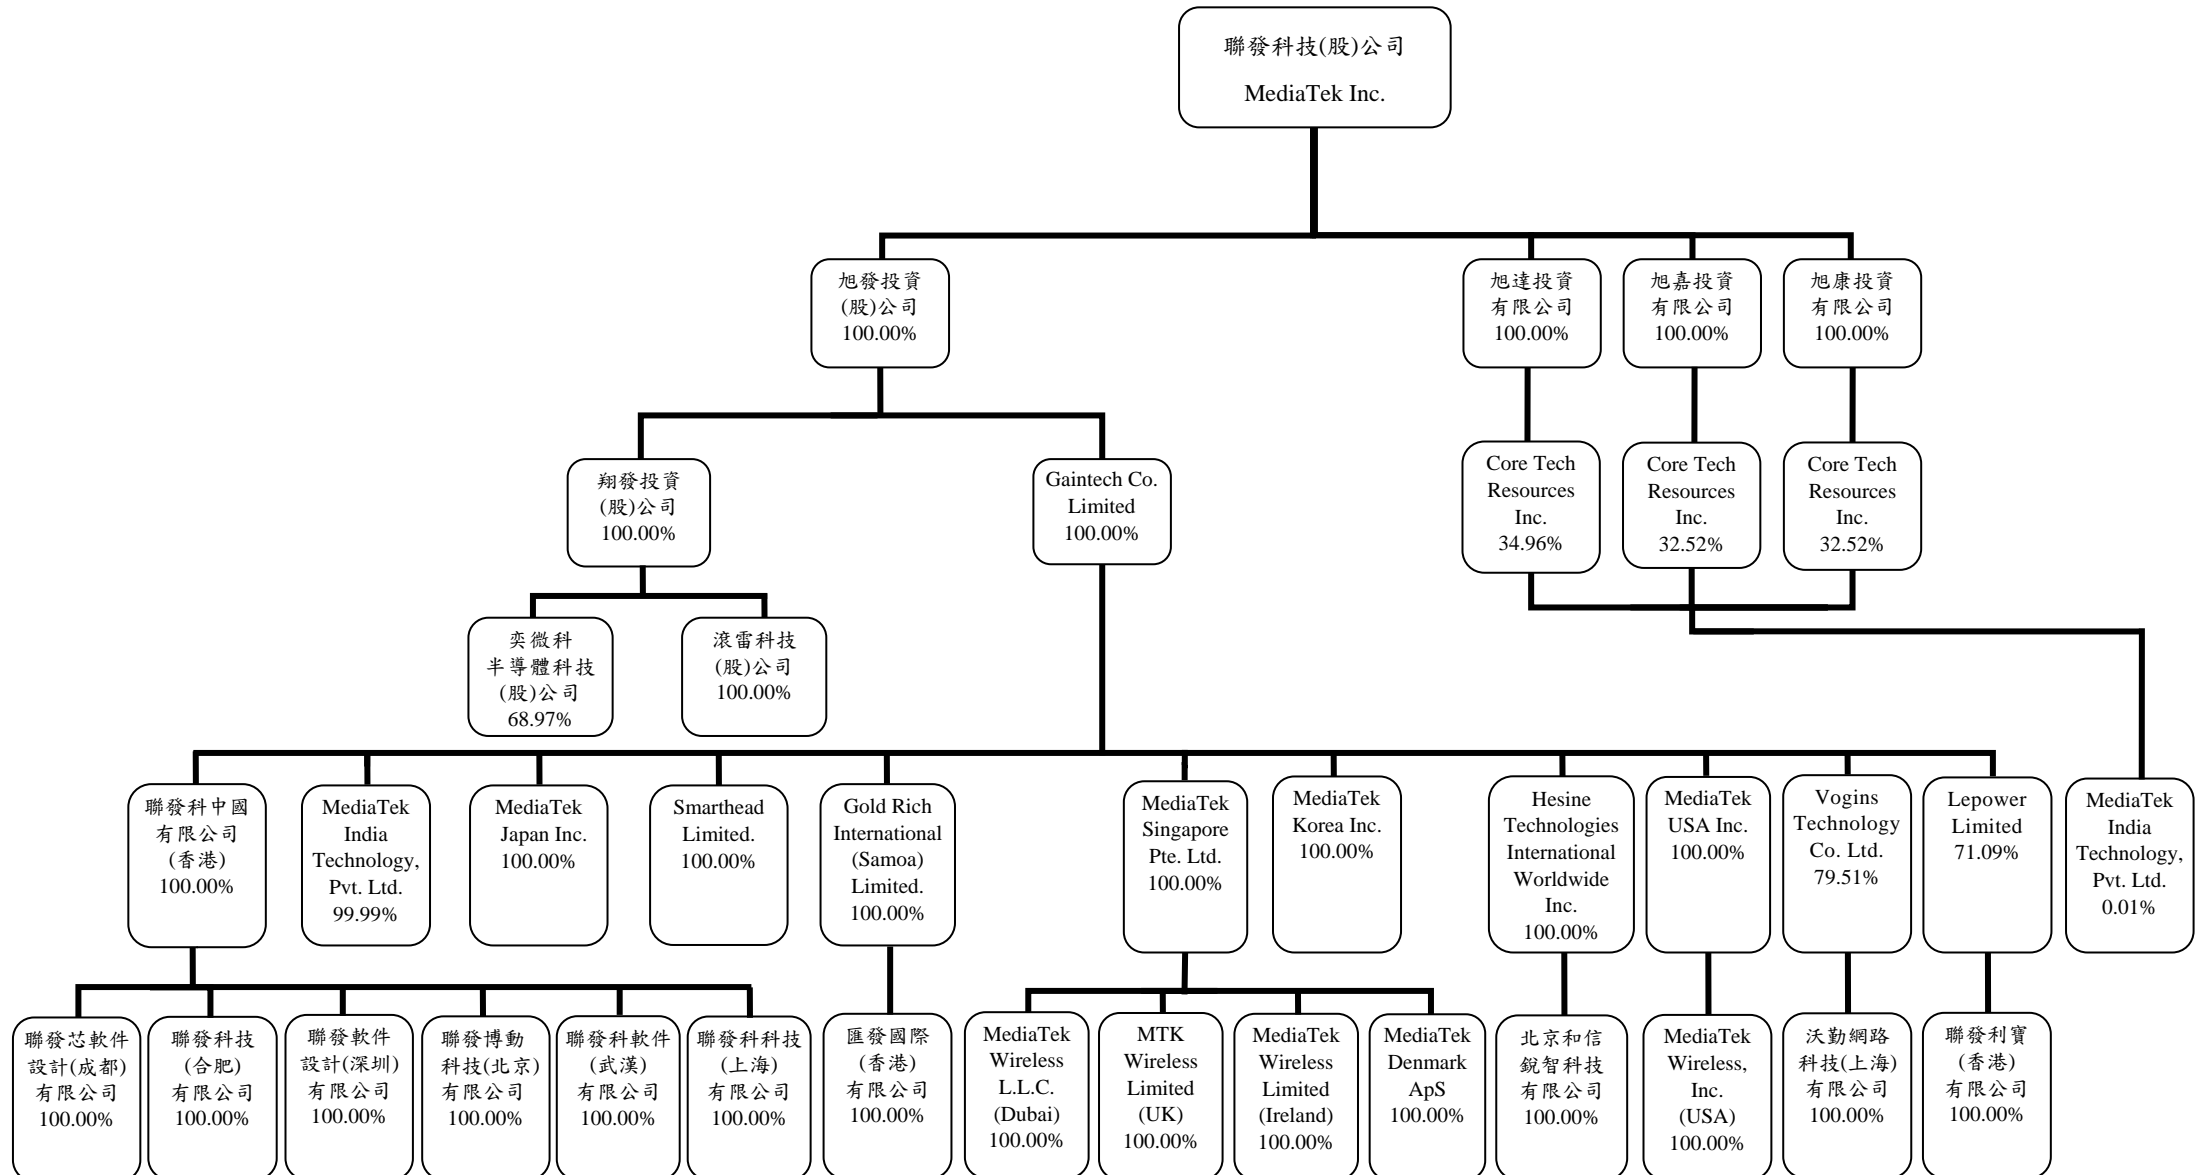 聯發科技(股)公司
MediaTek Inc.
旭發投資
(股)公司
100.00%
旭達投資
有限公司
100.00%
旭嘉投資
有限公司
100.00%
旭康投資
有限公司
100.00%
翔發投資
(股)公司
100.00%
Gaintech Co.
Limited
100.00%
Core Tech
Resources
Inc.
34.96%
Core Tech
Resources
Inc.
32.52%
Core Tech
Resources
Inc.
32.52%
奕微科
半導體科技
(股)公司
68.97%
滾雷科技
(股)公司
100.00%
聯發科中國
有限公司
(香港)
100.00%
MediaTek
India
Technology,
Pvt. Ltd.
99.99%
MediaTek
Japan Inc.
100.00%
Smarthead
Limited.
100.00%
Gold Rich
International
(Samoa)
Limited.
100.00%
MediaTek
Singapore
Pte. Ltd.
100.00%
MediaTek
Korea Inc.
100.00%
Hesine
Technologies
International
Worldwide
Inc.
100.00%
MediaTek
USA Inc.
100.00%
Vogins
Technology
Co. Ltd.
79.51%
Lepower
Limited
71.09%
MediaTek
India
Technology,
Pvt. Ltd.
0.01%
聯發芯軟件
設計(成都)
有限公司
100.00%
聯發科技
(合肥)
有限公司
100.00%
聯發軟件
設計(深圳)
有限公司
100.00%
聯發博動
科技(北京)
有限公司
100.00%
聯發科軟件
(武漢)
有限公司
100.00%
聯發科科技
(上海)
有限公司
100.00%
匯發國際
(香港)
有限公司
100.00%
MediaTek
Wireless
L.L.C.
(Dubai)
100.00%
MTK
Wireless
Limited
(UK)
100.00%
MediaTek
Wireless
Limited
(Ireland)
100.00%
MediaTek
Denmark
ApS
100.00%
北京和信
銳智科技
有限公司
100.00%
MediaTek
Wireless,
Inc.
(USA)
100.00%
沃勤網路
科技(上海)
有限公司
100.00%
聯發利寶
(香港)
有限公司
100.00%